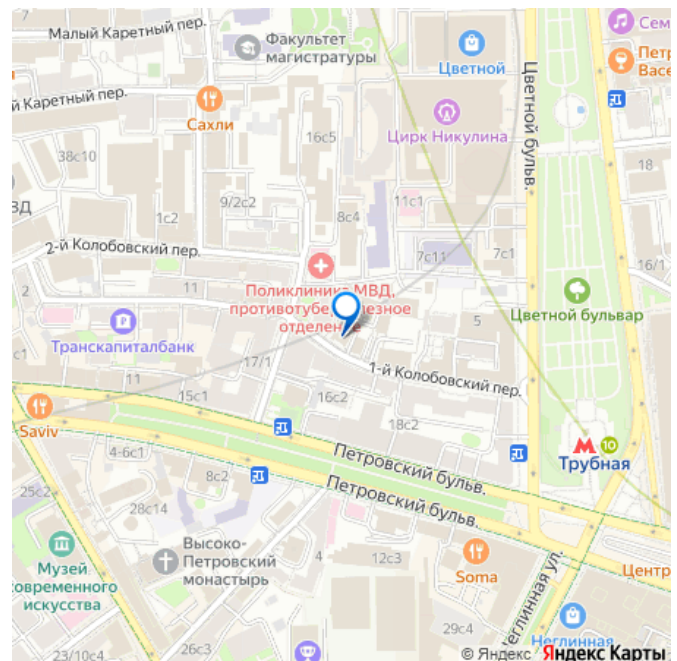 Малый Каретный пер.
Факультет
магистратуры
Цветной
Сем
Петр
Васе
й Каретный пер.
Сахли
Цирк Никулина
Цветной бульв.
16с5
38с10
18
ЗД
1с2
9/2с2
8с4
11с1
2-й Колобовский пер.
7с11
7с1
16/1
2
11
Поликлиника МВД,
противотуберкулезное
отделение
Цветной бульвар
Транскапиталбанк
5
17/1
1-й Колобовский пер.
11
15с1
16с2
18с2
Saviv
Петровский бульв.
10
Трубная
4-6с1
8с2
Петровский бульв.
25с2
28с14
Высоко-
Петровский
монастырь
4
12с3
Музей
современного
искусства
Soma
Центр
Неглинная ул.
29с4
Неглинная
23/10с4
26с3
© Яндекс Яндекс Карты